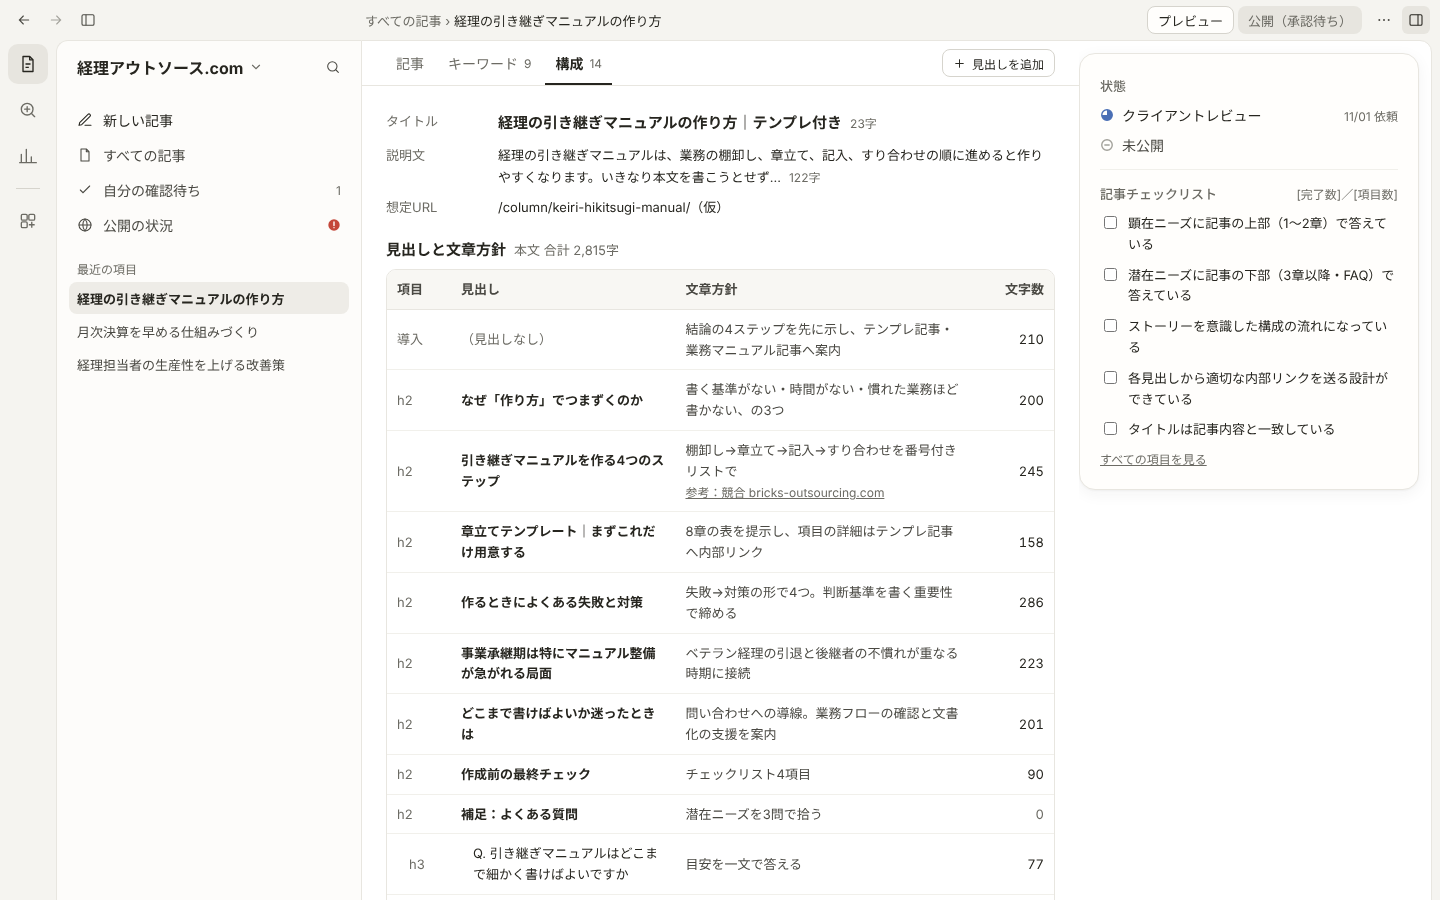 すべての記事 › 経理の引き継ぎマニュアルの作り方
プレビュー
公開（承認待ち）
経理アウトソース.com
新しい記事
すべての記事
自分の確認待ち 1
公開の状況
最近の項目
経理の引き継ぎマニュアルの作り方
月次決算を早める仕組みづくり
経理担当者の生産性を上げる改善策
記事 キーワード 9 構成 14
見出しを追加
タイトル 経理の引き継ぎマニュアルの作り方｜テンプレ付き 23字
説明文 経理の引き継ぎマニュアルは、業務の棚卸し、章立て、記入、すり合わせの順に進めると作り
やすくなります。いきなり本文を書こうとせず… 122字
想定URL /column/keiri-hikitsugi-manual/（仮）
見出しと文章方針 本文 合計 2,815字
項目 見出し 文章方針 文字数
導入 （見出しなし） 結論の4ステップを先に示し、テンプレ記事・
業務マニュアル記事へ案内 210
h2 なぜ「作り方」でつまずくのか 書く基準がない・時間がない・慣れた業務ほど
書かない、の3つ 200
h2 引き継ぎマニュアルを作る4つのス
テップ
棚卸し→章立て→記入→すり合わせを番号付き
リストで
参考：競合 bricks-outsourcing.com
245
h2 章立てテンプレート｜まずこれだ
け用意する
8章の表を提示し、項目の詳細はテンプレ記事
へ内部リンク
158
h2 作るときによくある失敗と対策 失敗→対策の形で4つ。判断基準を書く重要性
で締める 286
h2 事業承継期は特にマニュアル整備
が急がれる局面
ベテラン経理の引退と後継者の不慣れが重なる
時期に接続
223
h2 どこまで書けばよいか迷ったとき
は
問い合わせへの導線。業務フローの確認と文書
化の支援を案内
201
h2 作成前の最終チェック チェックリスト4項目 90
h2 補足：よくある質問 潜在ニーズを3問で拾う 0
h3 Q. 引き継ぎマニュアルはどこま
で細かく書けばよいですか
目安を一文で答える 77
状態
クライアントレビュー 11/01 依頼
未公開
記事チェックリスト [完了数]／[項目数]
顕在ニーズに記事の上部（1〜2章）で答えて
いる
潜在ニーズに記事の下部（3章以降・FAQ）で
答えている
ストーリーを意識した構成の流れになってい
る
各見出しから適切な内部リンクを送る設計が
できている
タイトルは記事内容と一致している
すべての項目を見る